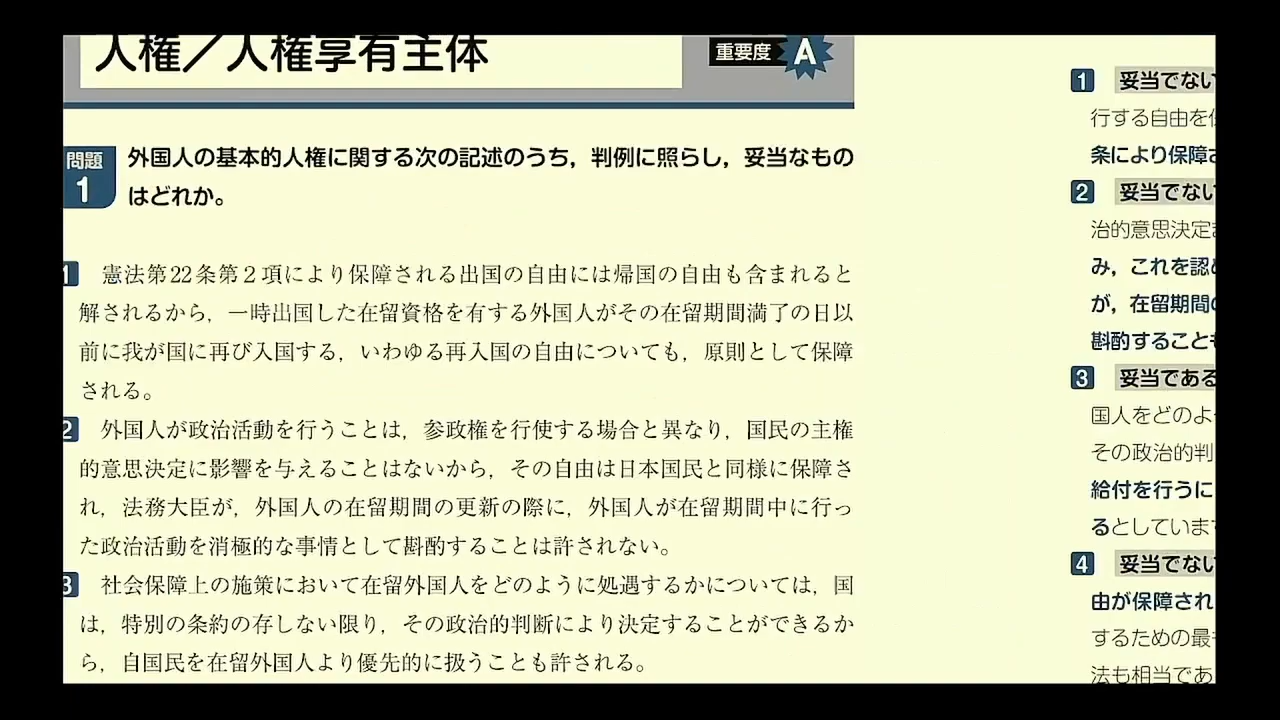 人権／人権享有主体
重要度 A
問題 1
外国人の基本的人権に関する次の記述のうち，判例に照らし，妥当なもの
はどれか。
1 憲法第22条第2項により保障される出国の自由には帰国の自由も含まれると
解されるから，一時出国した在留資格を有する外国人がその在留期間満了の日以
前に我が国に再び入国する，いわゆる再入国の自由についても，原則として保障
される。
2 外国人が政治活動を行うことは，参政権を行使する場合と異なり，国民の主権
的意思決定に影響を与えることはないから，その自由は日本国民と同様に保障さ
れ，法務大臣が，外国人の在留期間の更新の際に，外国人が在留期間中に行っ
た政治活動を消極的な事情として斟酌することは許されない。
3 社会保障上の施策において在留外国人をどのように処遇するかについては，国
は，特別の条約の存しない限り，その政治的判断により決定することができるか
ら，自国民を在留外国人より優先的に扱うことも許される。
1 妥当でない
行する自由を
条により保障
2 妥当でない
治的意思決定
み，これを認
が，在留期間
斟酌すること
3 妥当である
国人をどのよ
その政治的判
給付を行うに
るとしていま
4 妥当でない
由が保障され
するための最
法も相当であ